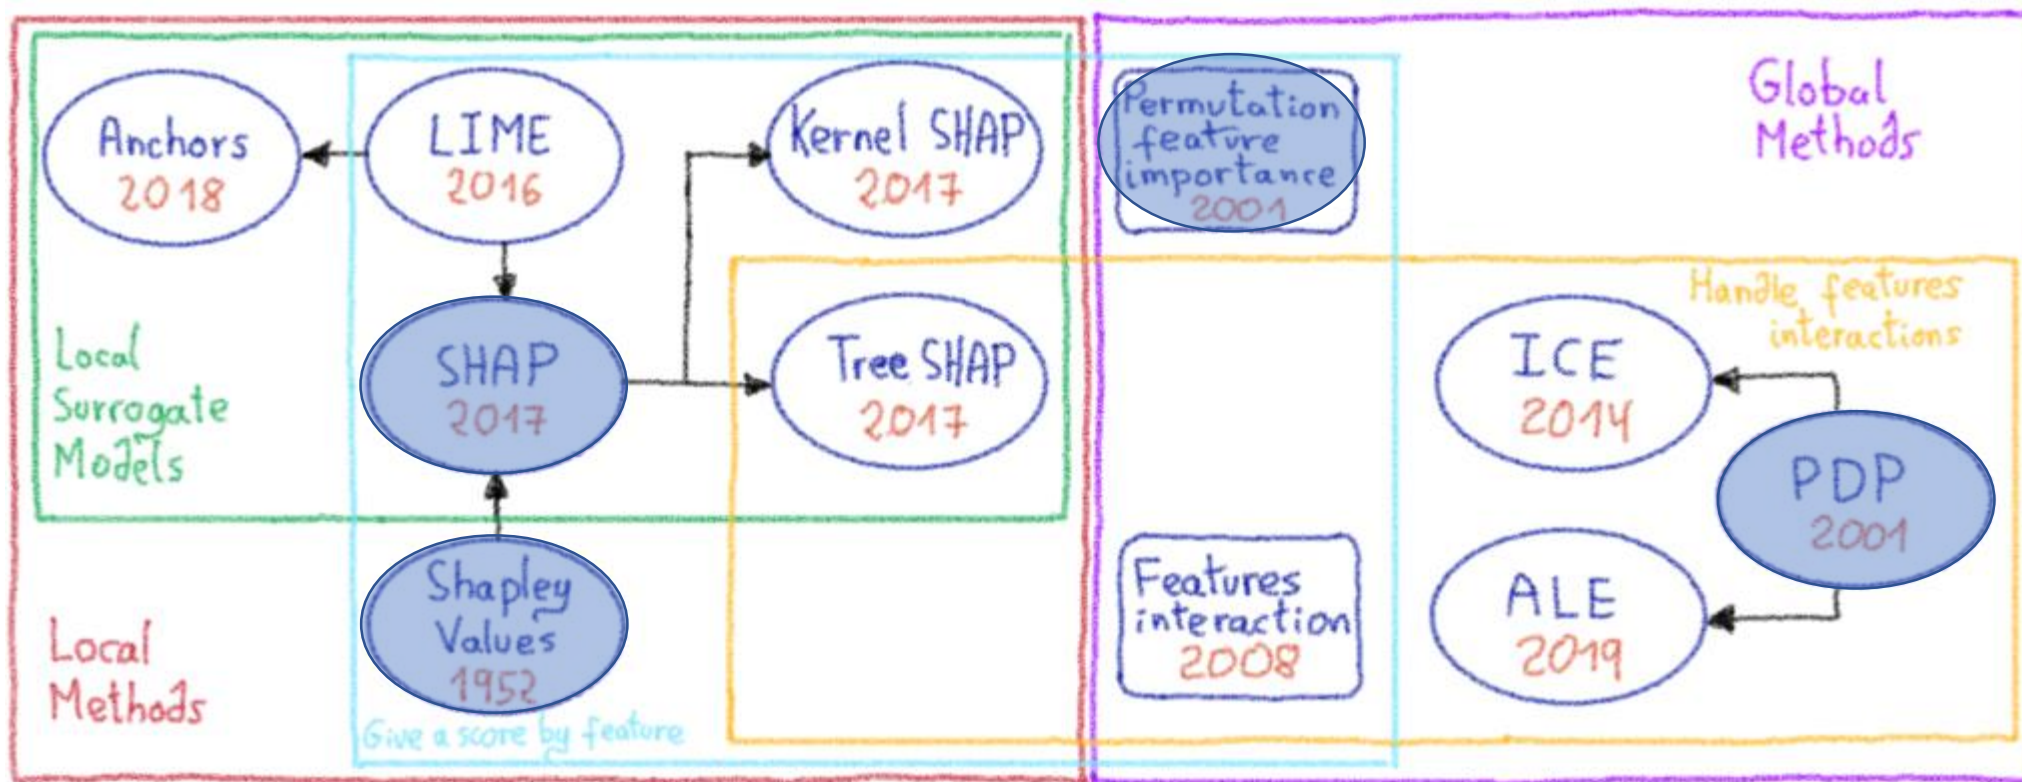 Anchors
2018
LIME
2016
Kernel SHAP
2017
Permutation
feature
importance
2001
Global
Methods
Local
Surrogate
Models
SHAP
2017
Tree SHAP
2017
Handle features
interactions
ICE
2014
PDP
2001
Local
Methods
Shapley
Values
1952
Give a score by feature
Features
interaction
2008
ALE
2019